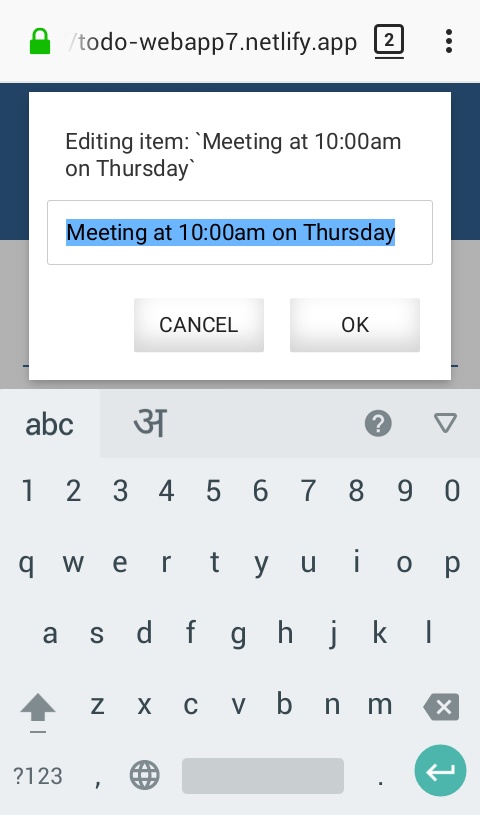 /todo-webapp7.netlify.app 2
Editing item: `Meeting at 10:00am
on Thursday`
Meeting at 10:00am on Thursday
CANCEL OK
abc अ ?
1 2 3 4 5 6 7 8 9 0
q w e r t y u i o p
a s d f g h j k l
z x c v b n m
?123 , .